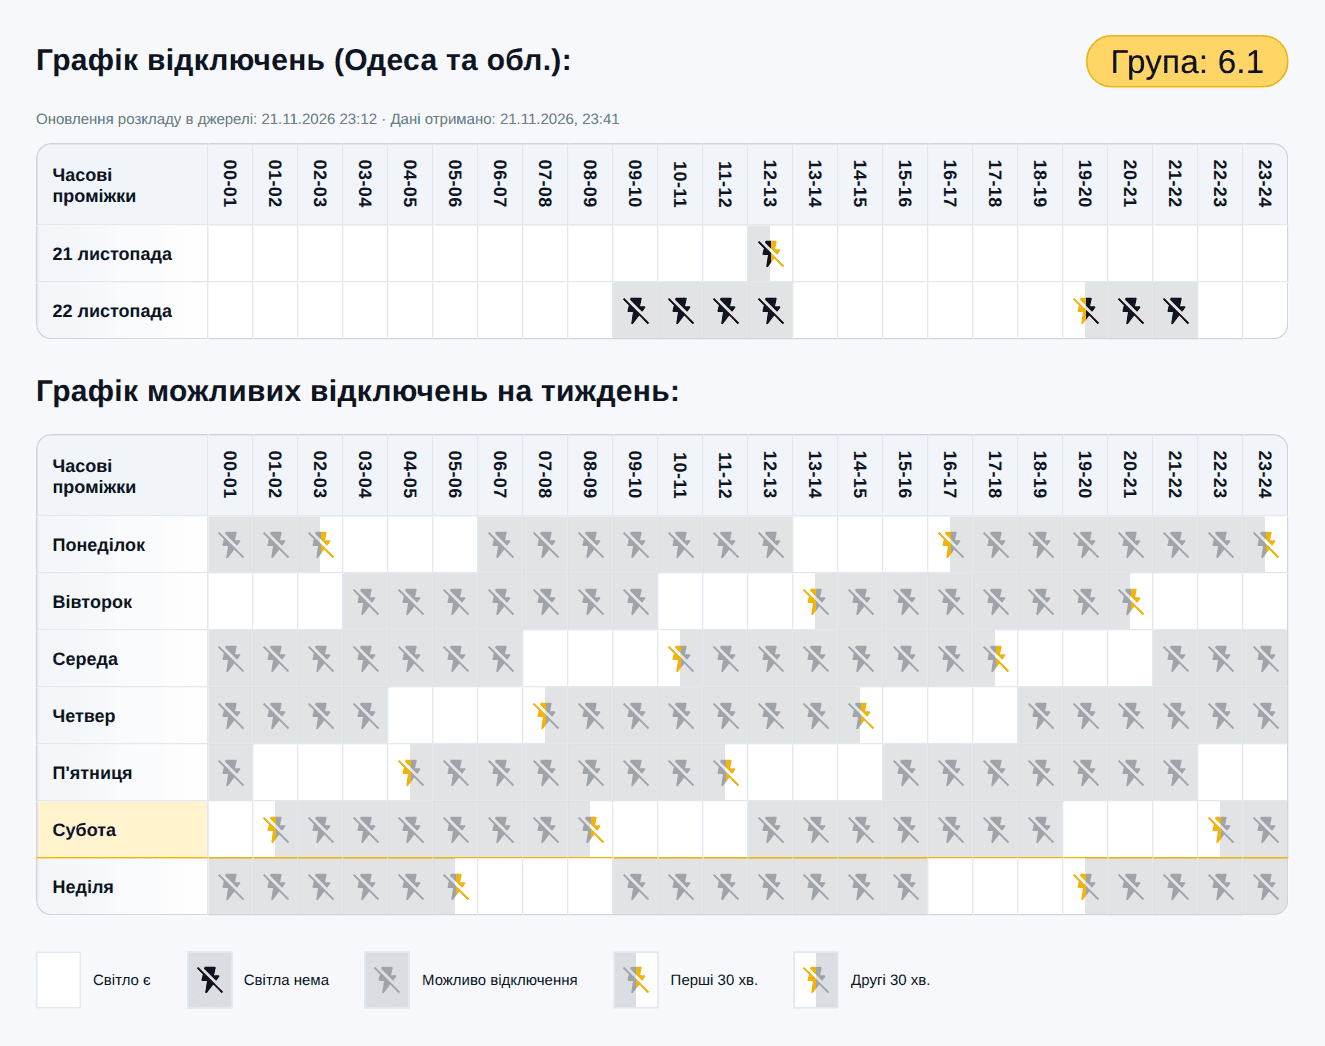 Графік відключень (Одеса та обл.):
Група: 6.1
Оновлення розкладу в джерелі: 21.11.2026 23:12 · Дані отримано: 21.11.2026, 23:41
Часові
проміжки
00-01 01-02 02-03 03-04 04-05 05-06 06-07 07-08 08-09 09-10 10-11 11-12 12-13 13-14 14-15 15-16 16-17 17-18 18-19 19-20 20-21 21-22 22-23 23-24
21 листопада
22 листопада
Графік можливих відключень на тиждень:
Часові
проміжки
00-01 01-02 02-03 03-04 04-05 05-06 06-07 07-08 08-09 09-10 10-11 11-12 12-13 13-14 14-15 15-16 16-17 17-18 18-19 19-20 20-21 21-22 22-23 23-24
Понеділок
Вівторок
Середа
Четвер
П'ятниця
Субота
Неділя
Світло є
Світла нема
Можливо відключення
Перші 30 хв.
Другі 30 хв.